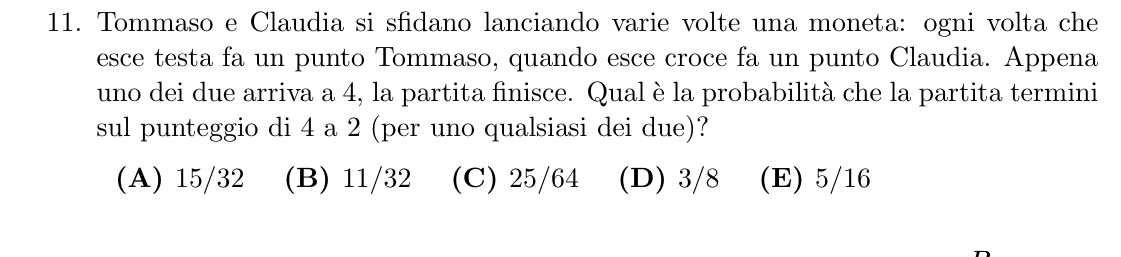 11. Tommaso e Claudia si sfidano lanciando varie volte una moneta: ogni volta che
esce testa fa un punto Tommaso, quando esce croce fa un punto Claudia. Appena
uno dei due arriva a 4, la partita finisce. Qual è la probabilità che la partita termini
sul punteggio di 4 a 2 (per uno qualsiasi dei due)?
(A) 15/32 (B) 11/32 (C) 25/64 (D) 3/8 (E) 5/16